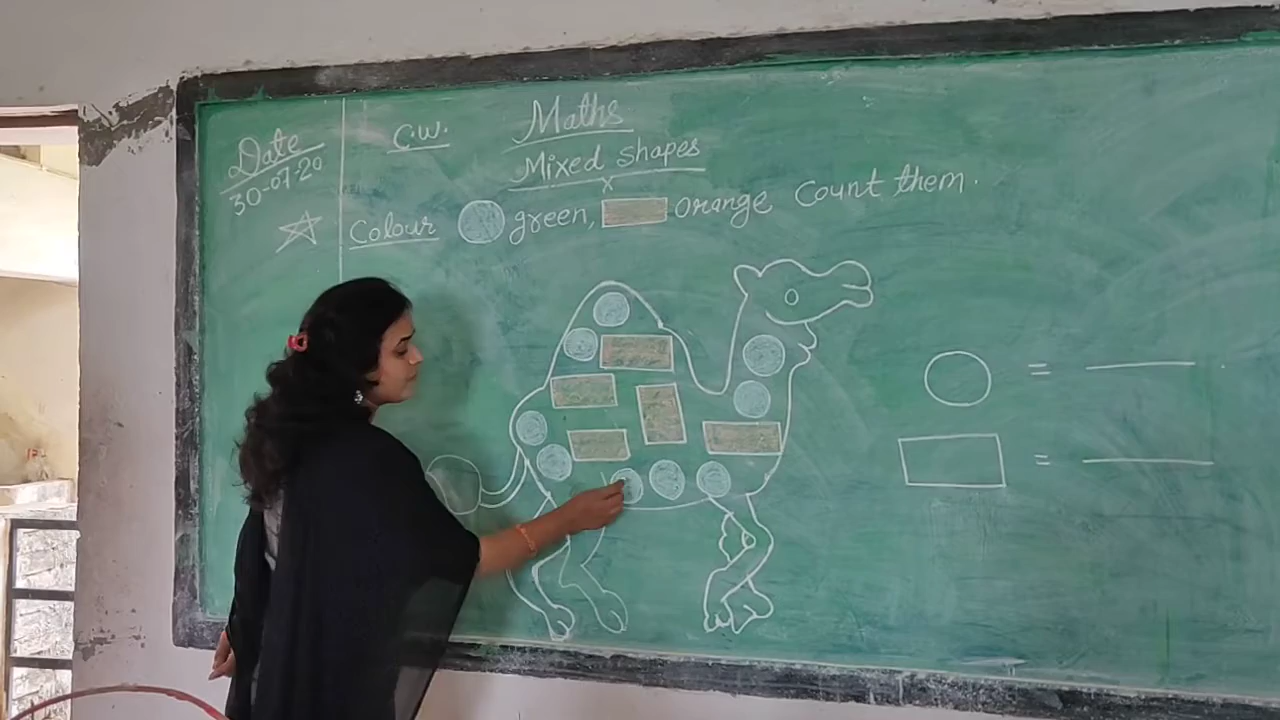 Date
30-07-20
C.W.
Maths
Mixed shapes
x
Colour green, Orange Count them.
=
=